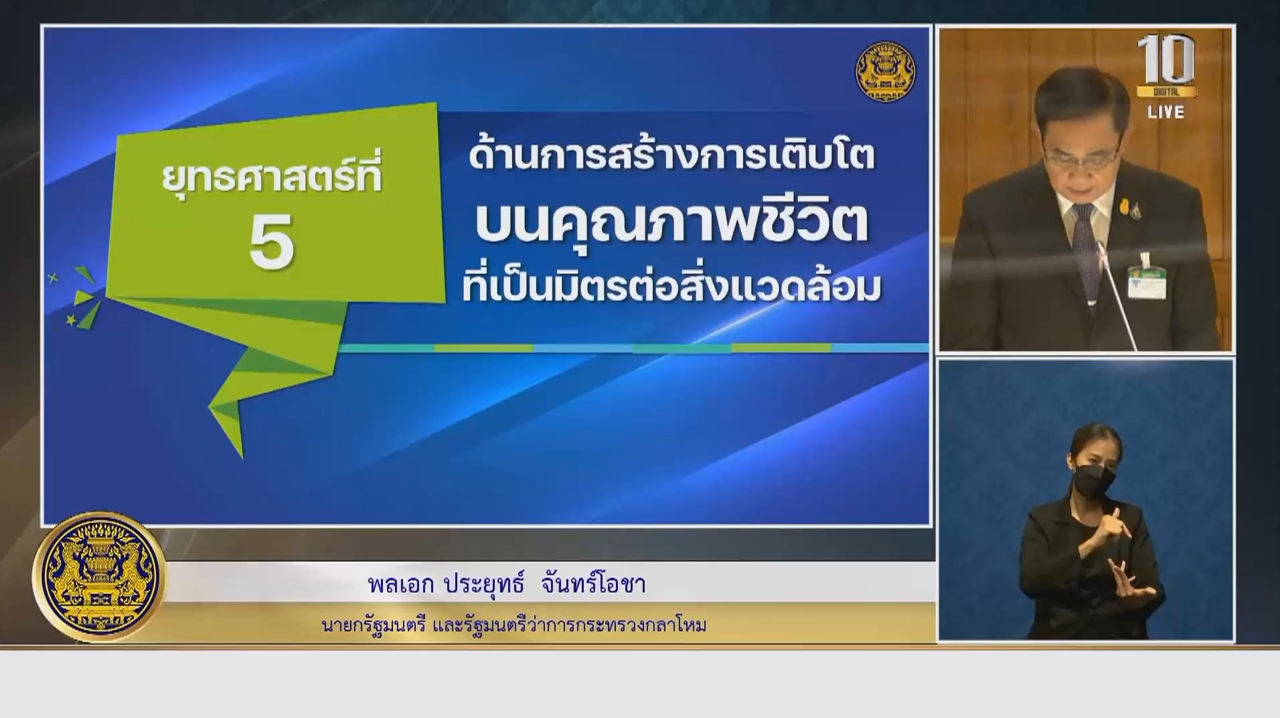 ยุทธศาสตร์ที่
5
ด้านการสร้างการเติบโต
บนคุณภาพชีวิต
ที่เป็นมิตรต่อสิ่งแวดล้อม
10
DIGITAL
LIVE
พลเอก ประยุทธ์ จันทร์โอชา
นายกรัฐมนตรี และรัฐมนตรีว่าการกระทรวงกลาโหม